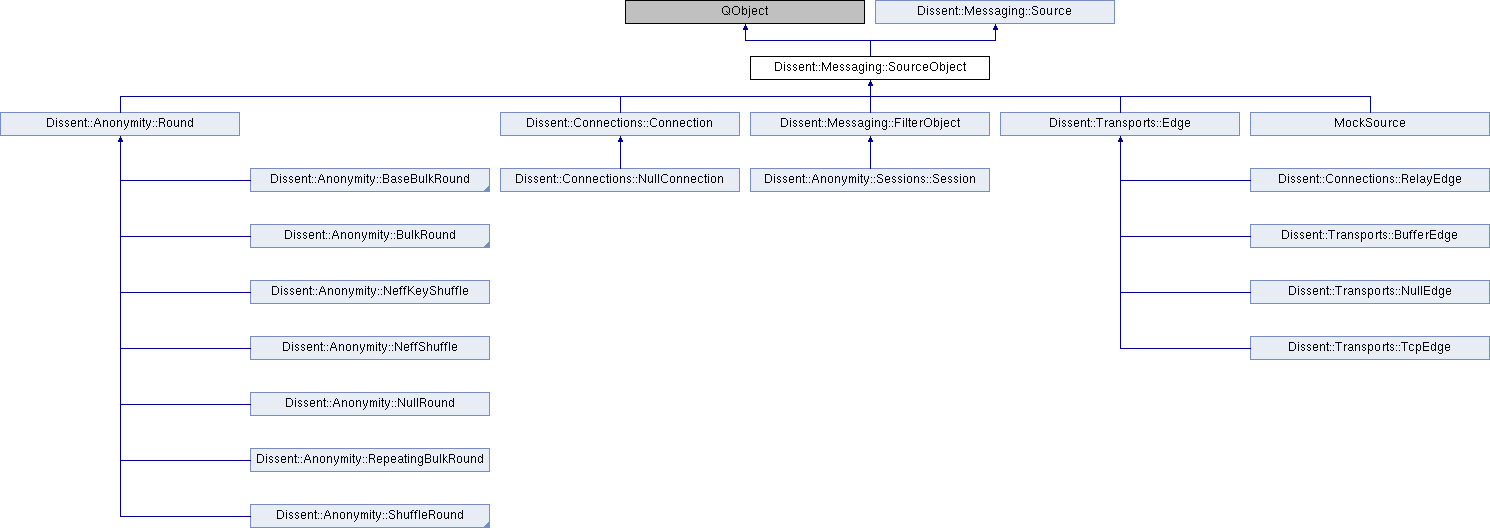 QObject
Dissent::Messaging::Source
Dissent::Messaging::SourceObject
Dissent::Anonymity::Round
Dissent::Connections::Connection
Dissent::Messaging::FilterObject
Dissent::Transports::Edge
MockSource
Dissent::Anonymity::BaseBulkRound
Dissent::Connections::NullConnection
Dissent::Anonymity::Sessions::Session
Dissent::Connections::RelayEdge
Dissent::Anonymity::BulkRound
Dissent::Transports::BufferEdge
Dissent::Anonymity::NeffKeyShuffle
Dissent::Transports::NullEdge
Dissent::Anonymity::NeffShuffle
Dissent::Transports::TcpEdge
Dissent::Anonymity::NullRound
Dissent::Anonymity::RepeatingBulkRound
Dissent::Anonymity::ShuffleRound